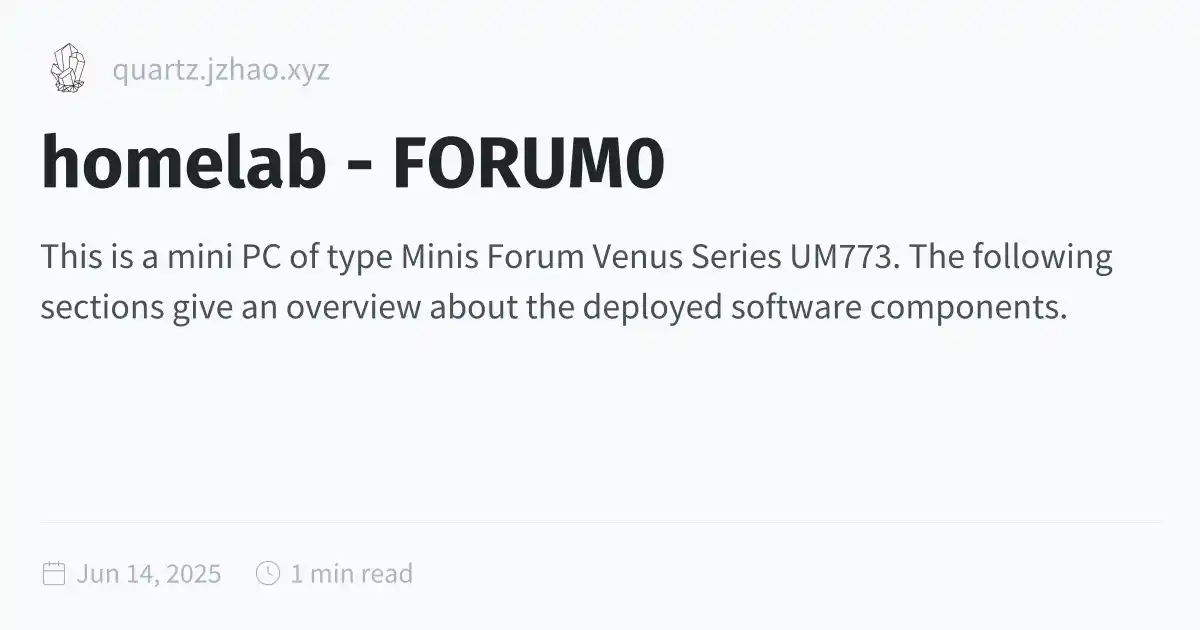 quartz.jzhao.xyz
homelab - FORUM0
This is a mini PC of type Minis Forum Venus Series UM773. The following
sections give an overview about the deployed software components.
Jun 14, 2025 1 min read